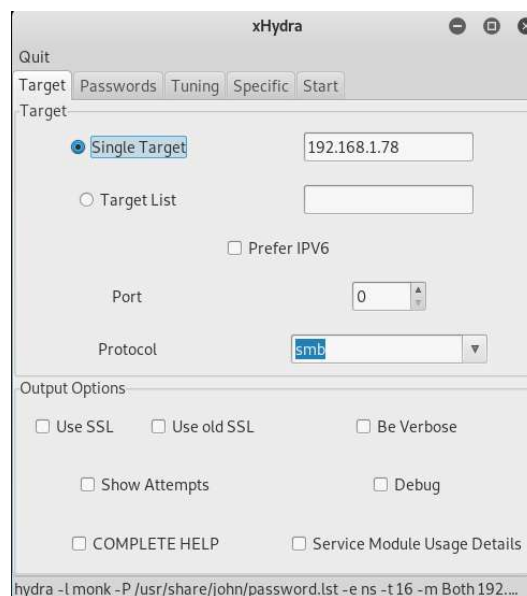 xHydra
Quit
Target Passwords Tuning Specific Start
Target
Single Target 192.168.1.78
Target List
Prefer IPV6
Port 0
Protocol smb
Output Options
Use SSL Use old SSL Be Verbose
Show Attempts Debug
COMPLETE HELP Service Module Usage Details
hydra -l monk -P /usr/share/john/password.lst -e ns -t 16 -m Both 192....